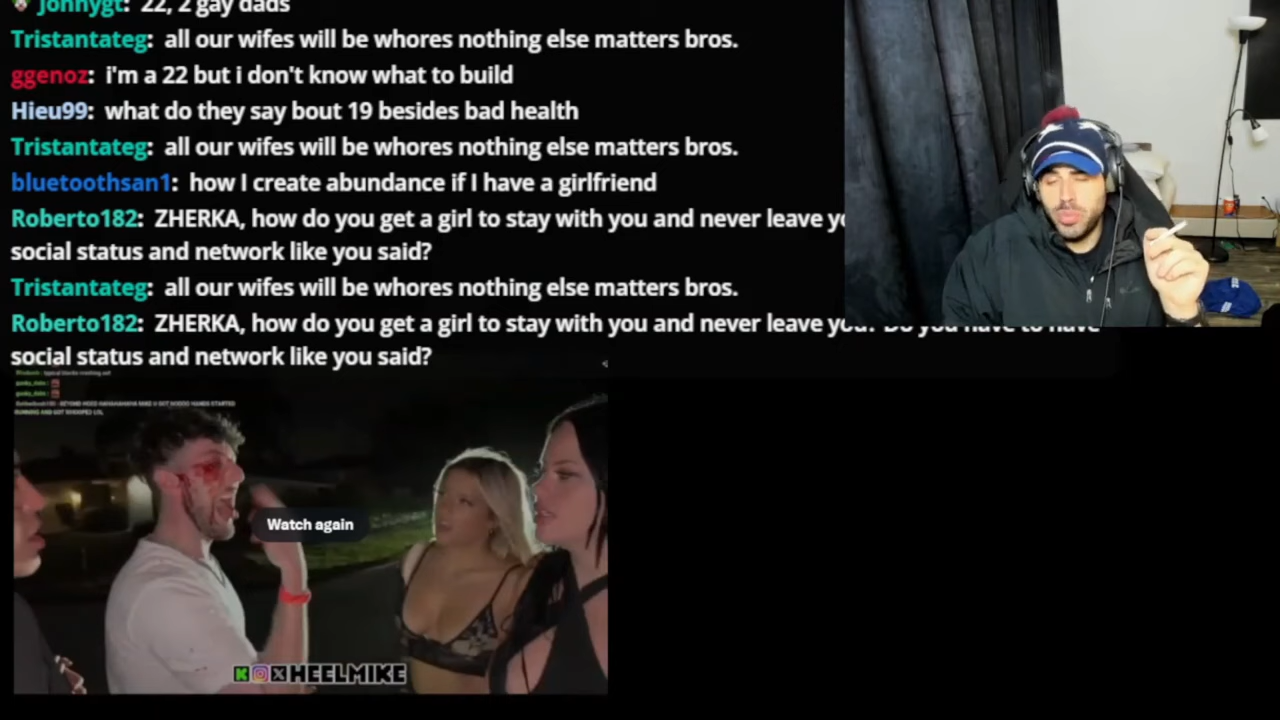 Jonnygt: 22, 2 gay dads
Tristantateg: all our wifes will be whores nothing else matters bros.
ggenoz: i'm a 22 but i don't know what to build
Hieu99: what do they say bout 19 besides bad health
Tristantateg: all our wifes will be whores nothing else matters bros.
bluetoothsan1: how I create abundance if I have a girlfriend
Roberto182: ZHERKA, how do you get a girl to stay with you and never leave
social status and network like you said?
Tristantateg: all our wifes will be whores nothing else matters bros.
Roberto182: ZHERKA, how do you get a girl to stay with you and never leave you? Do you have to have
social status and network like you said?
Watch again
K X HEELMIKE